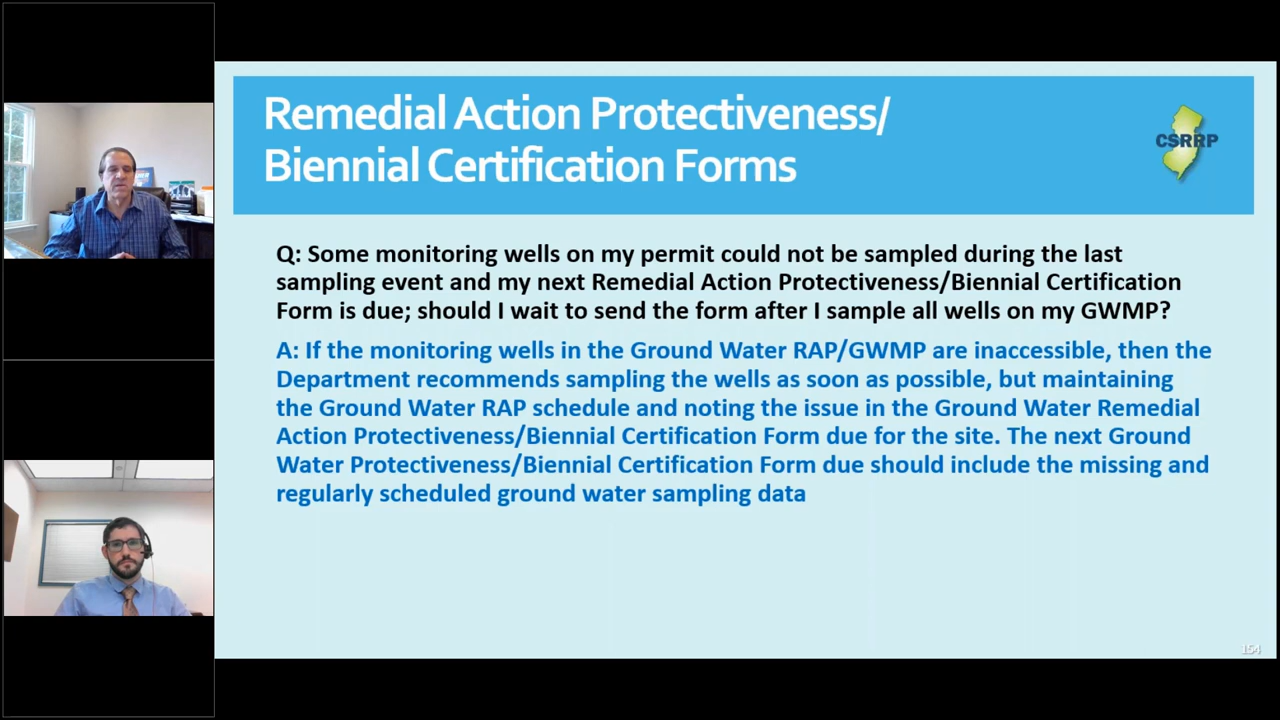 Remedial Action Protectiveness/
Biennial Certification Forms
CSRRP
Q: Some monitoring wells on my permit could not be sampled during the last
sampling event and my next Remedial Action Protectiveness/Biennial Certification
Form is due; should I wait to send the form after I sample all wells on my GWMP?
A: If the monitoring wells in the Ground Water RAP/GWMP are inaccessible, then the
Department recommends sampling the wells as soon as possible, but maintaining
the Ground Water RAP schedule and noting the issue in the Ground Water Remedial
Action Protectiveness/Biennial Certification Form due for the site. The next Ground
Water Protectiveness/Biennial Certification Form due should include the missing and
regularly scheduled ground water sampling data
154